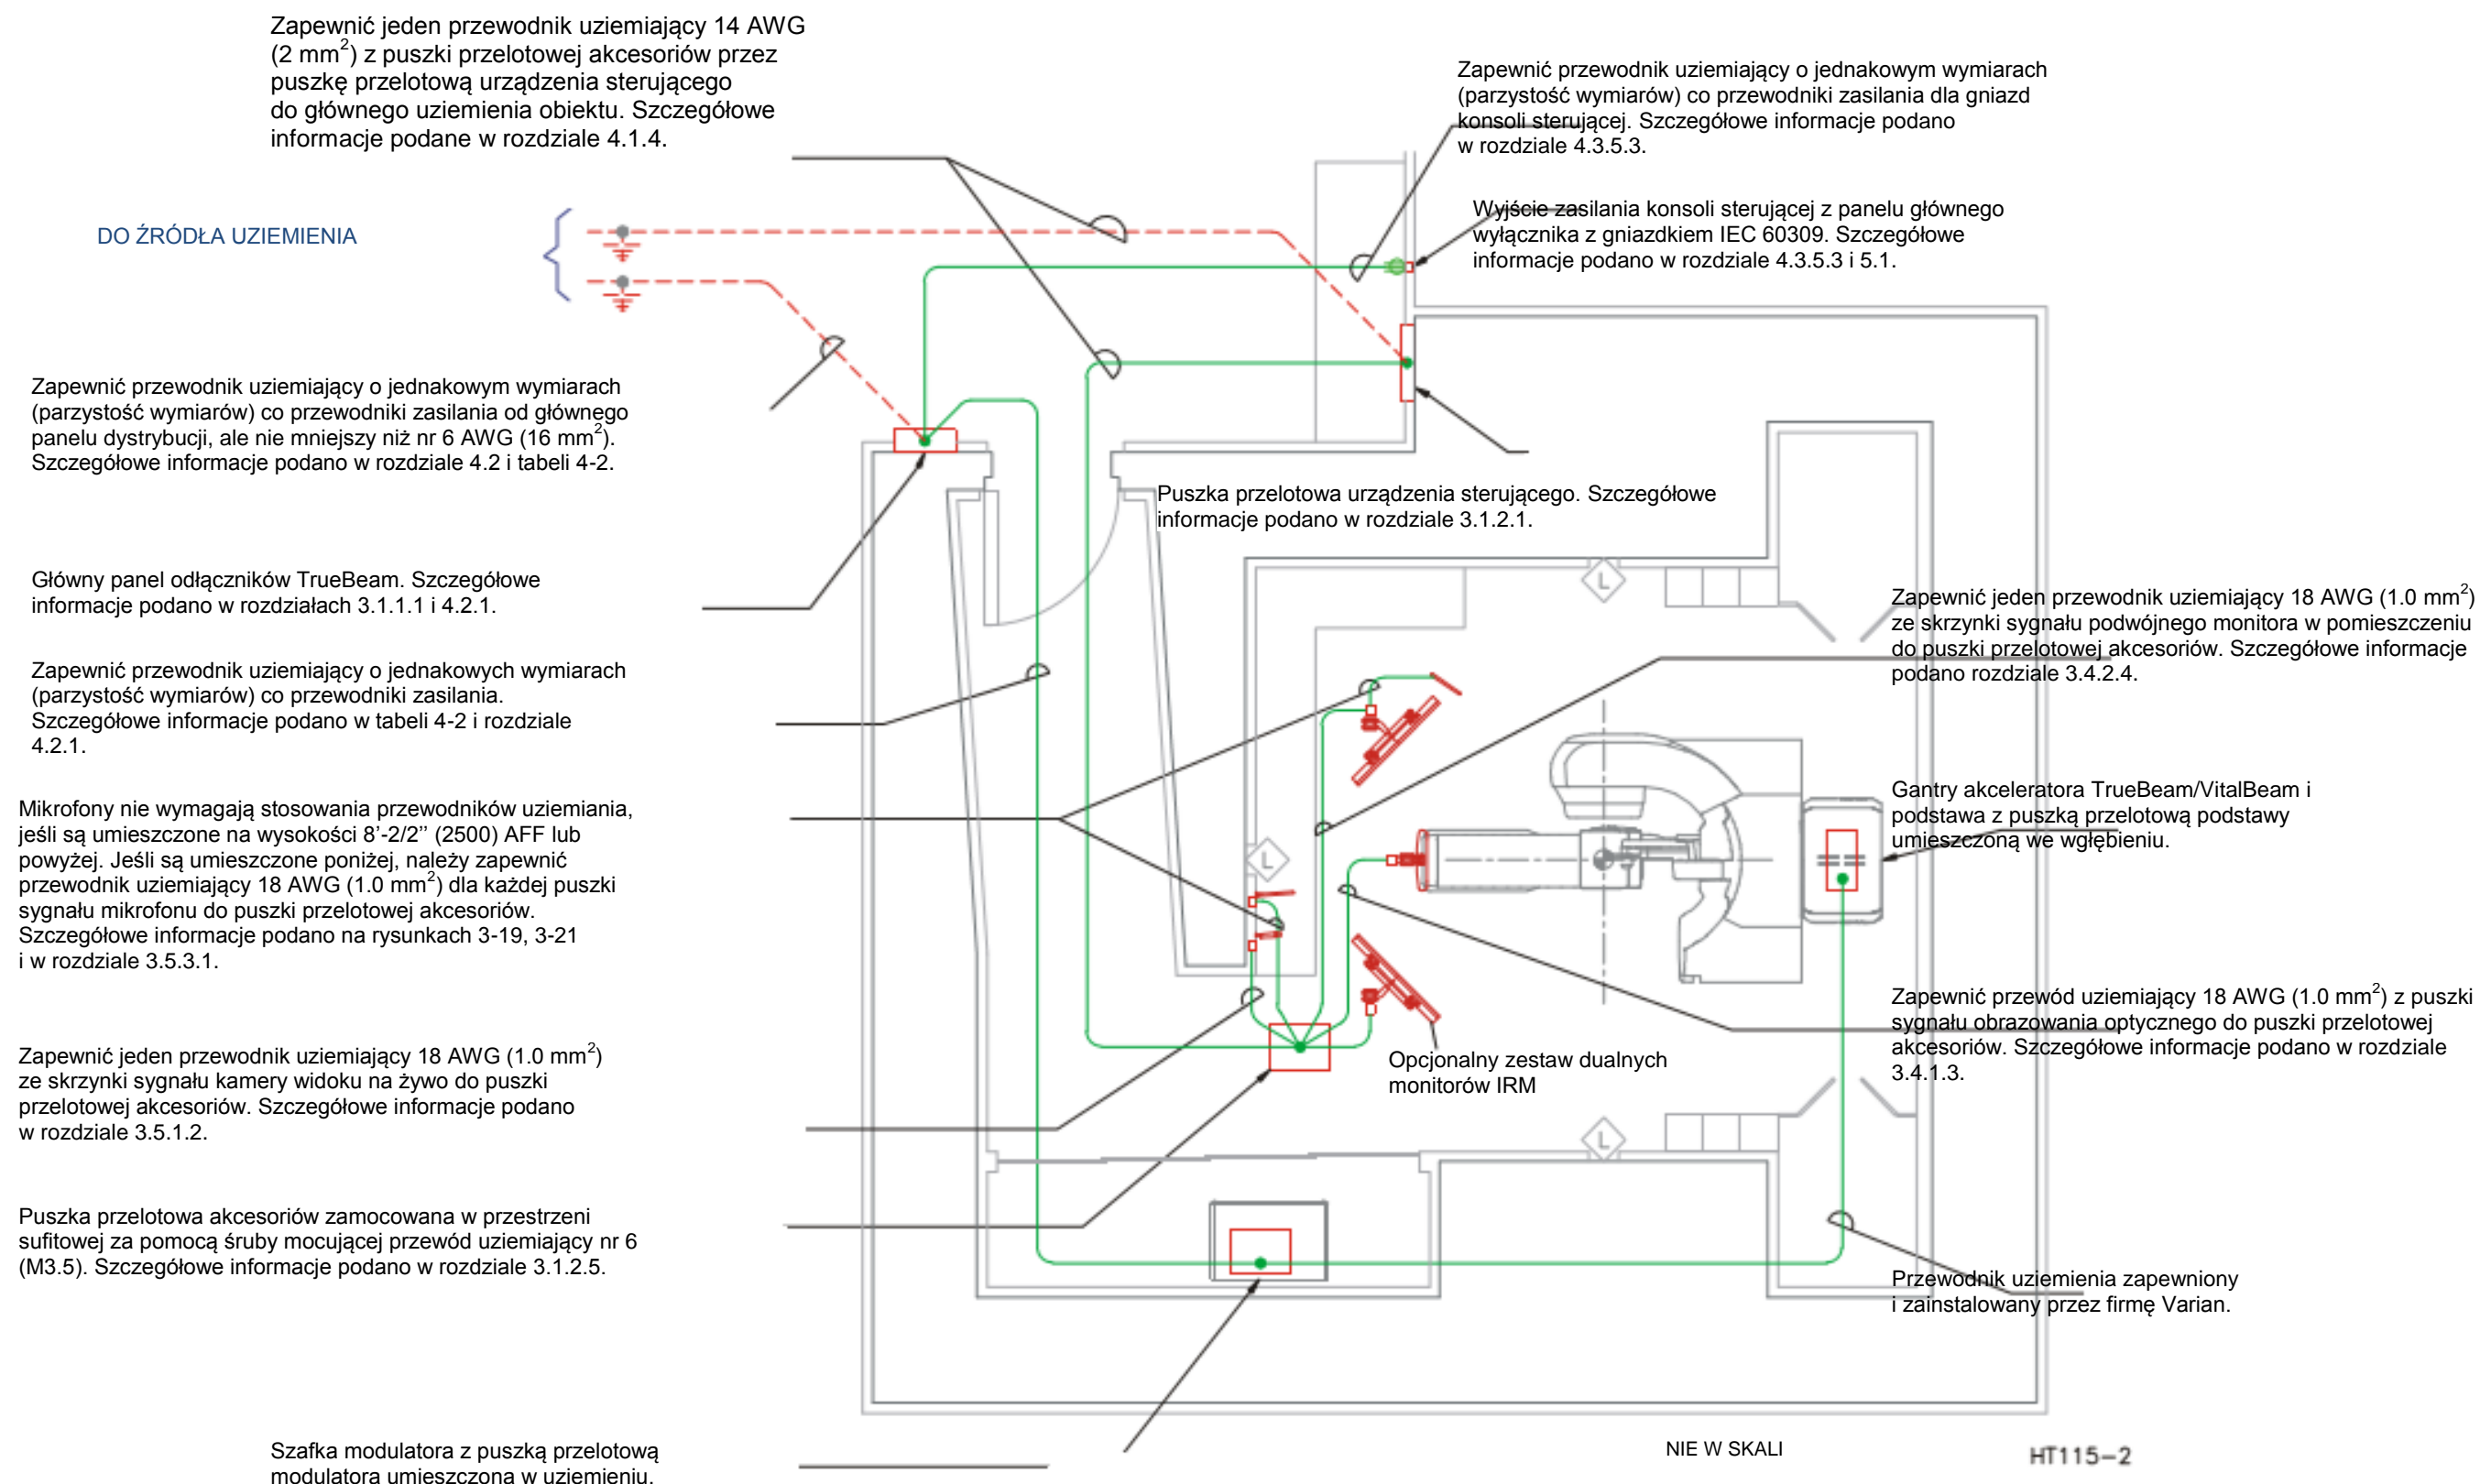 Zapewnić jeden przewodnik uziemiający 14 AWG
(2 mm²) z puszki przelotowej akcesoriów przez
puszkę przelotową urządzenia sterującego
do głównego uziemienia obiektu. Szczegółowe
informacje podane w rozdziale 4.1.4.
Zapewnić przewodnik uziemiający o jednakowym wymiarach
(parzystość wymiarów) co przewodniki zasilania dla gniazd
konsoli sterującej. Szczegółowe informacje podano
w rozdziale 4.3.5.3.
Wyjście zasilania konsoli sterującej z panelu głównego
wyłącznika z gniazdkiem IEC 60309. Szczegółowe
informacje podano w rozdziale 4.3.5.3 i 5.1.
DO ŹRÓDŁA UZIEMIENIA
Zapewnić przewodnik uziemiający o jednakowym wymiarach
(parzystość wymiarów) co przewodniki zasilania od głównego
panelu dystrybucji, ale nie mniejszy niż nr 6 AWG (16 mm²).
Szczegółowe informacje podano w rozdziale 4.2 i tabeli 4-2.
Puszka przelotowa urządzenia sterującego. Szczegółowe
informacje podano w rozdziale 3.1.2.1.
Główny panel odłączników TrueBeam. Szczegółowe
informacje podano w rozdziałach 3.1.1.1 i 4.2.1.
L
Zapewnić jeden przewodnik uziemiający 18 AWG (1.0 mm²)
ze skrzynki sygnału podwójnego monitora w pomieszczeniu
do puszki przelotowej akcesoriów. Szczegółowe informacje
podano rozdziale 3.4.2.4.
Zapewnić przewodnik uziemiający o jednakowych wymiarach
(parzystość wymiarów) co przewodniki zasilania.
Szczegółowe informacje podano w tabeli 4-2 i rozdziale
4.2.1.
Gantry akceleratora TrueBeam/VitalBeam i
podstawa z puszką przelotową podstawy
umieszczoną we wgłębieniu.
Mikrofony nie wymagają stosowania przewodników uziemiania,
jeśli są umieszczone na wysokości 8’-2/2’’ (2500) AFF lub
powyżej. Jeśli są umieszczone poniżej, należy zapewnić
przewodnik uziemiający 18 AWG (1.0 mm²) dla każdej puszki
sygnału mikrofonu do puszki przelotowej akcesoriów.
Szczegółowe informacje podano na rysunkach 3-19, 3-21
i w rozdziale 3.5.3.1.
L
Zapewnić przewód uziemiający 18 AWG (1.0 mm²) z puszki
sygnału obrazowania optycznego do puszki przelotowej
akcesoriów. Szczegółowe informacje podano w rozdziale
3.4.1.3.
Zapewnić jeden przewodnik uziemiający 18 AWG (1.0 mm²)
ze skrzynki sygnału kamery widoku na żywo do puszki
przelotowej akcesoriów. Szczegółowe informacje podano
w rozdziale 3.5.1.2.
Opcjonalny zestaw dualnych
monitorów IRM
L
Puszka przelotowa akcesoriów zamocowana w przestrzeni
sufitowej za pomocą śruby mocującej przewód uziemiający nr 6
(M3.5). Szczegółowe informacje podano w rozdziale 3.1.2.5.
Przewodnik uziemienia zapewniony
i zainstalowany przez firmę Varian.
Szafka modulatora z puszką przelotową
modulatora umieszczona w uziemieniu.
NIE W SKALI
HT115-2